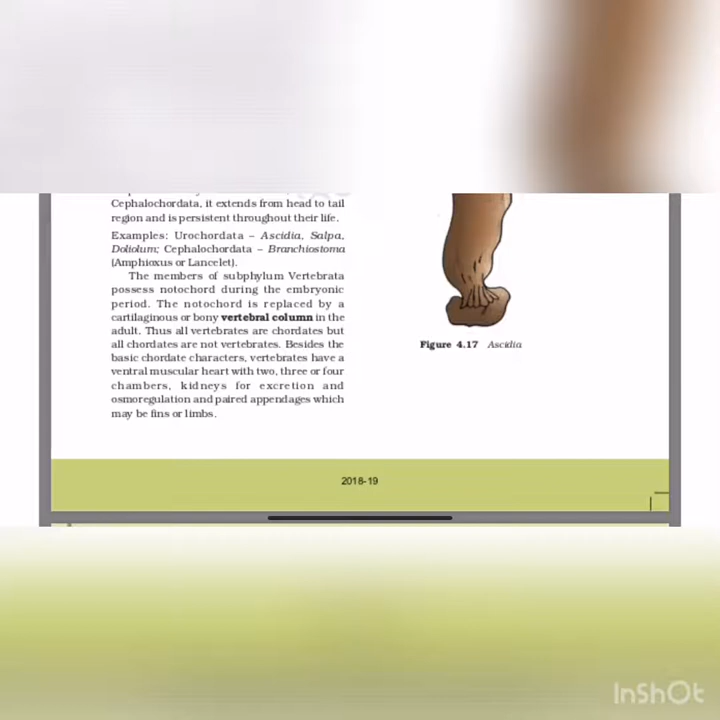 Cephalochordata, it extends from head to tail
region and is persistent throughout their life.
Examples: Urochordata – Ascidia, Salpa,
Doliolum; Cephalochordata – Branchiostoma
(Amphioxus or Lancelet).
The members of subphylum Vertebrata
possess notochord during the embryonic
period. The notochord is replaced by a
cartilaginous or bony vertebral column in the
adult. Thus all vertebrates are chordates but
all chordates are not vertebrates. Besides the
basic chordate characters, vertebrates have a
ventral muscular heart with two, three or four
chambers, kidneys for excretion and
osmoregulation and paired appendages which
may be fins or limbs.
Figure 4.17 Ascidia
2018-19
InShOt